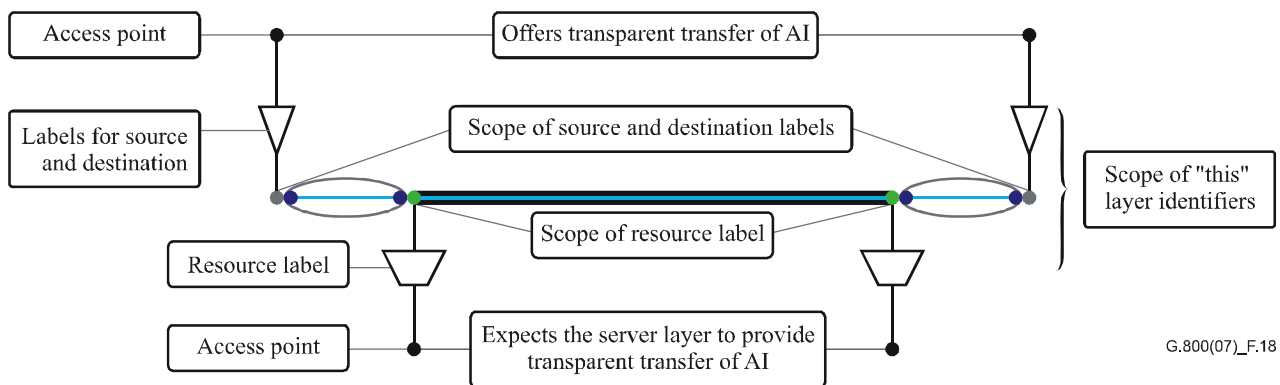 Access point
Offers transparent transfer of AI
Labels for source
and destination
Scope of source and destination labels
Scope of "this"
layer identifiers
Scope of resource label
Resource label
Access point
Expects the server layer to provide
transparent transfer of AI
G.800(07)_F.18